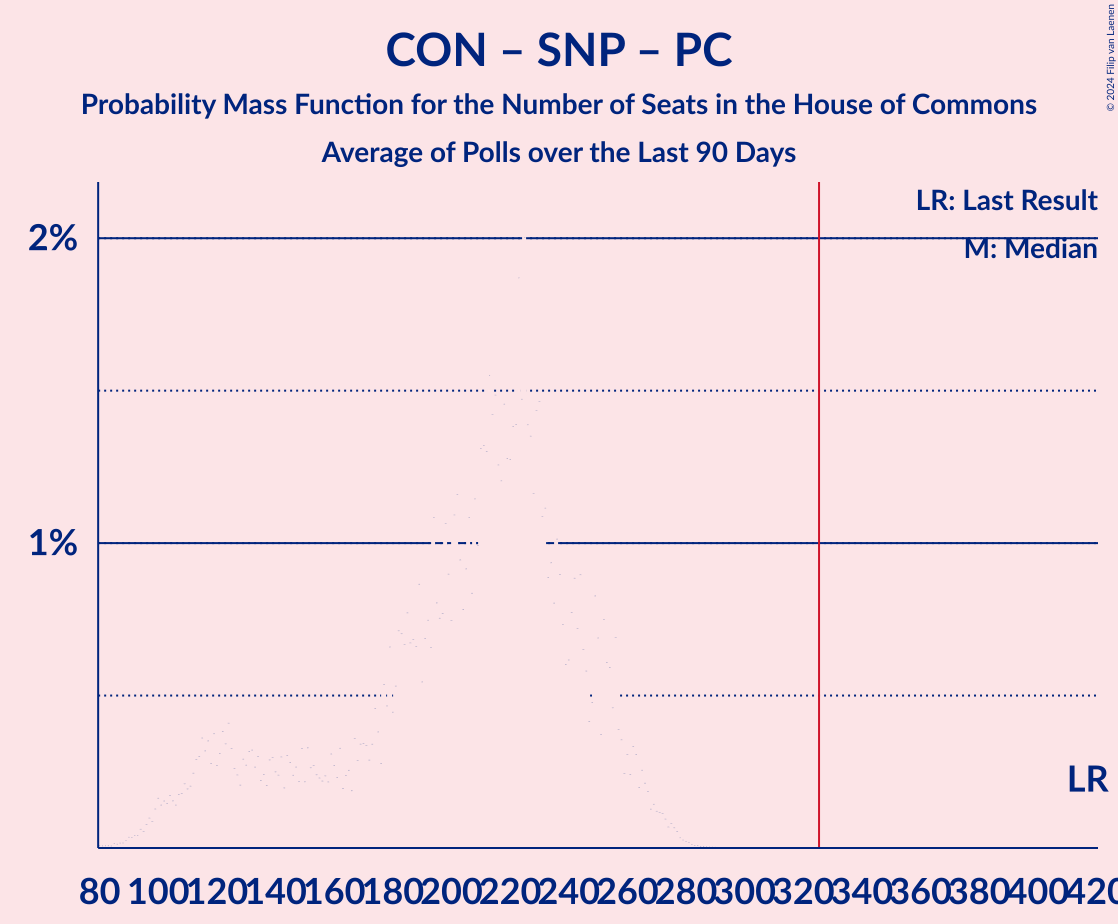 CON – SNP – PC
Probability Mass Function for the Number of Seats in the House of Commons
Average of Polls over the Last 90 Days
© 2024 Filip van Laenen
LR: Last Result
M: Median
2%
1%
LR
80 100 120 140 160 180 200 220 240 260 280 300 320 340 360 380 400 420